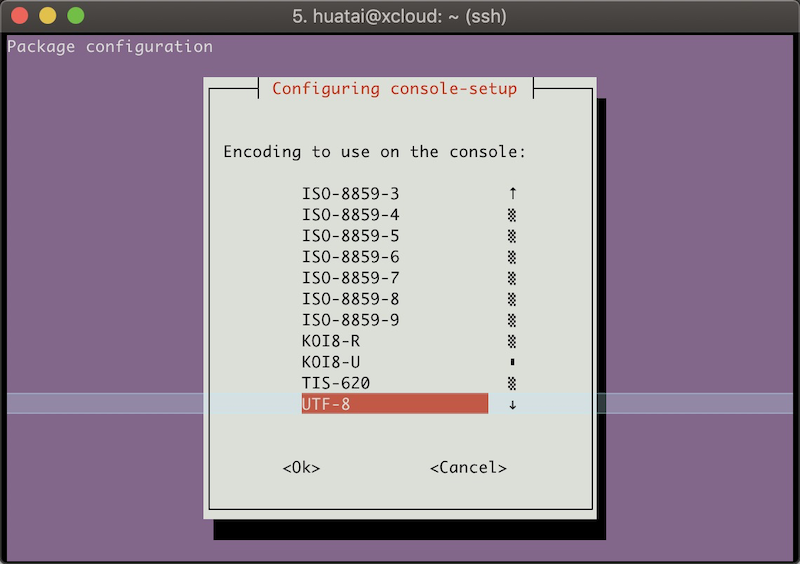 5. huatai@xcloud: ~ (ssh)
Package configuration
Configuring console-setup
Encoding to use on the console:
ISO-8859-3
ISO-8859-4
ISO-8859-5
ISO-8859-6
ISO-8859-7
ISO-8859-8
ISO-8859-9
KOI8-R
KOI8-U
TIS-620
UTF-8
<Ok> <Cancel>